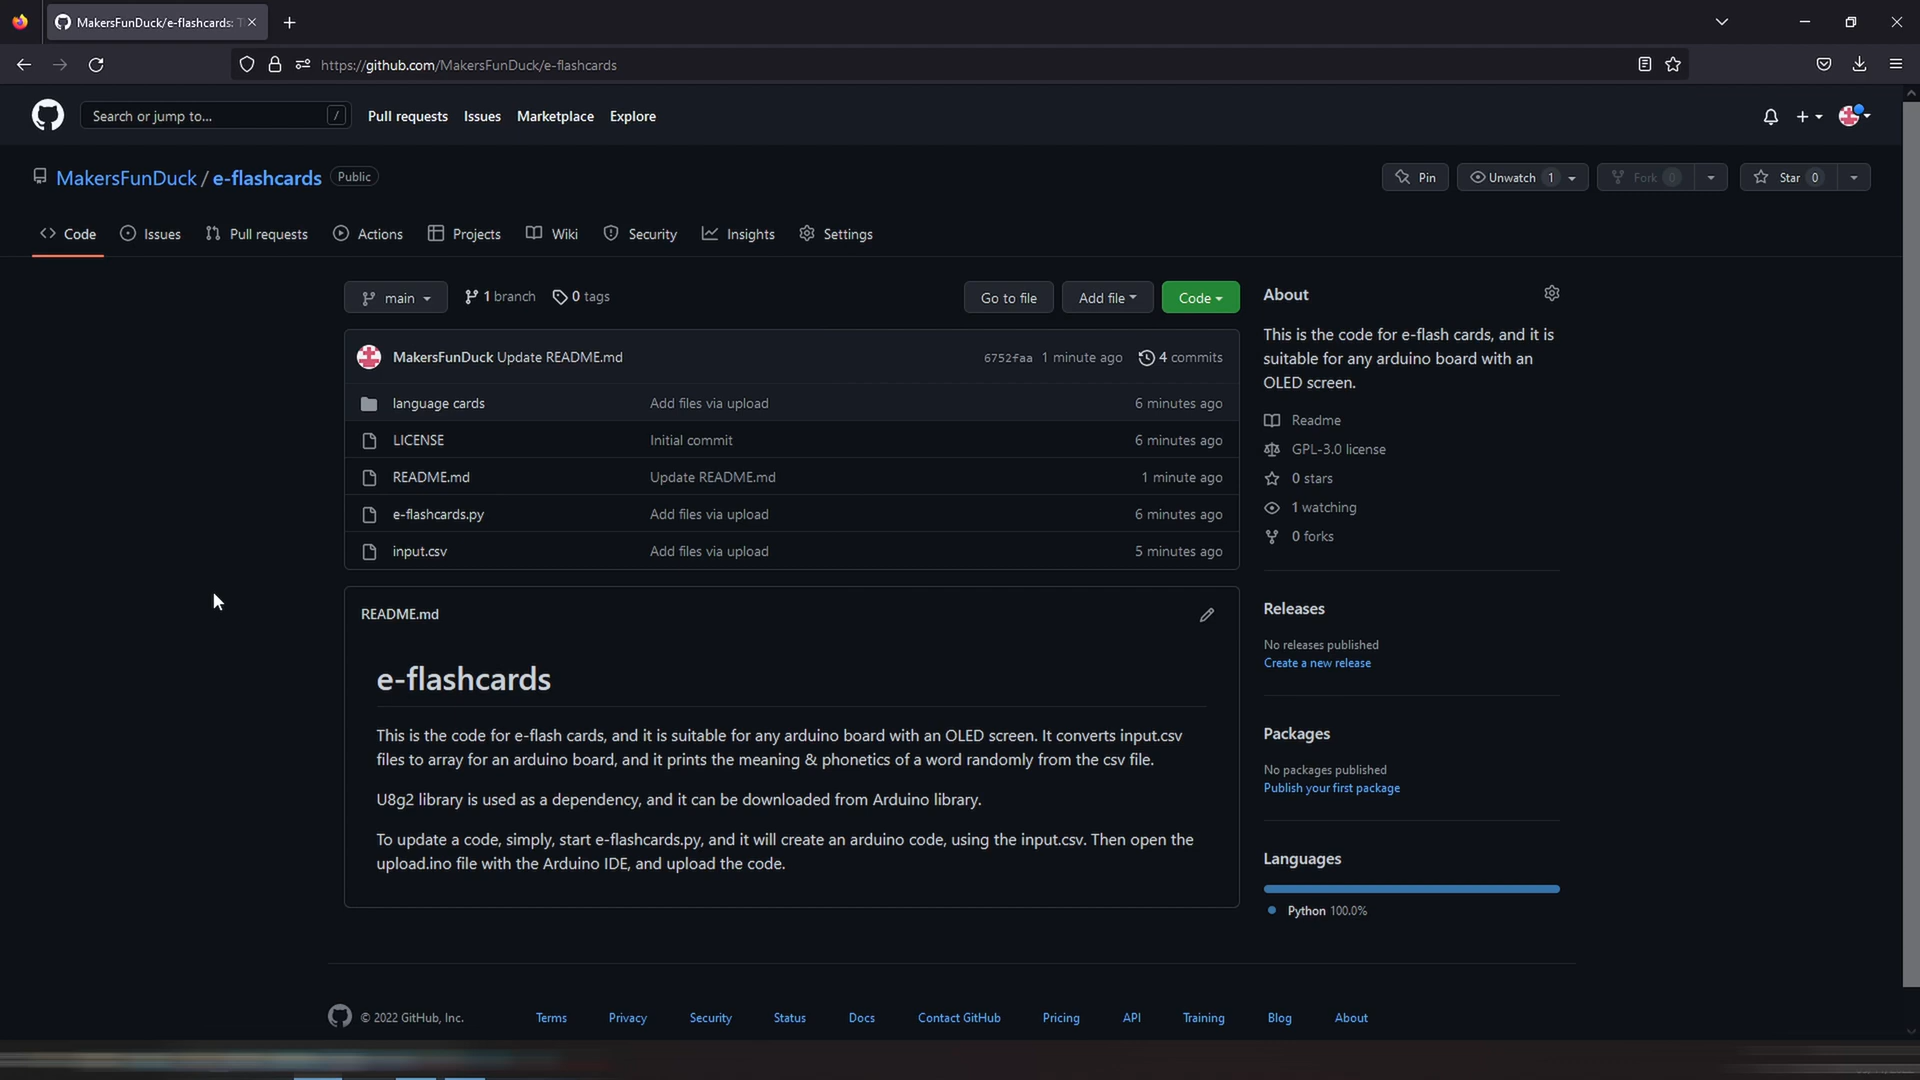 MakersFunDuck/e-flashcards: T
https://github.com/MakersFunDuck/e-flashcards
Search or jump to... /
Pull requests Issues Marketplace Explore
MakersFunDuck / e-flashcards Public
Pin Unwatch 1 Fork 0 Star 0
Code Issues Pull requests Actions Projects Wiki Security Insights Settings
main 1 branch 0 tags Go to file Add file Code
MakersFunDuck Update README.md 6752faa 1 minute ago 4 commits
language cards Add files via upload 6 minutes ago
LICENSE Initial commit 6 minutes ago
README.md Update README.md 1 minute ago
e-flashcards.py Add files via upload 6 minutes ago
input.csv Add files via upload 5 minutes ago
README.md
e-flashcards
This is the code for e-flash cards, and it is suitable for any arduino board with an OLED screen. It converts input.csv
files to array for an arduino board, and it prints the meaning & phonetics of a word randomly from the csv file.
U8g2 library is used as a dependency, and it can be downloaded from Arduino library.
To update a code, simply, start e-flashcards.py, and it will create an arduino code, using the input.csv. Then open the
upload.ino file with the Arduino IDE, and upload the code.
About
This is the code for e-flash cards, and it is
suitable for any arduino board with an
OLED screen.
Readme
GPL-3.0 license
0 stars
1 watching
0 forks
Releases
No releases published
Create a new release
Packages
No packages published
Publish your first package
Languages
Python 100.0%
© 2022 GitHub, Inc. Terms Privacy Security Status Docs Contact GitHub Pricing API Training Blog About